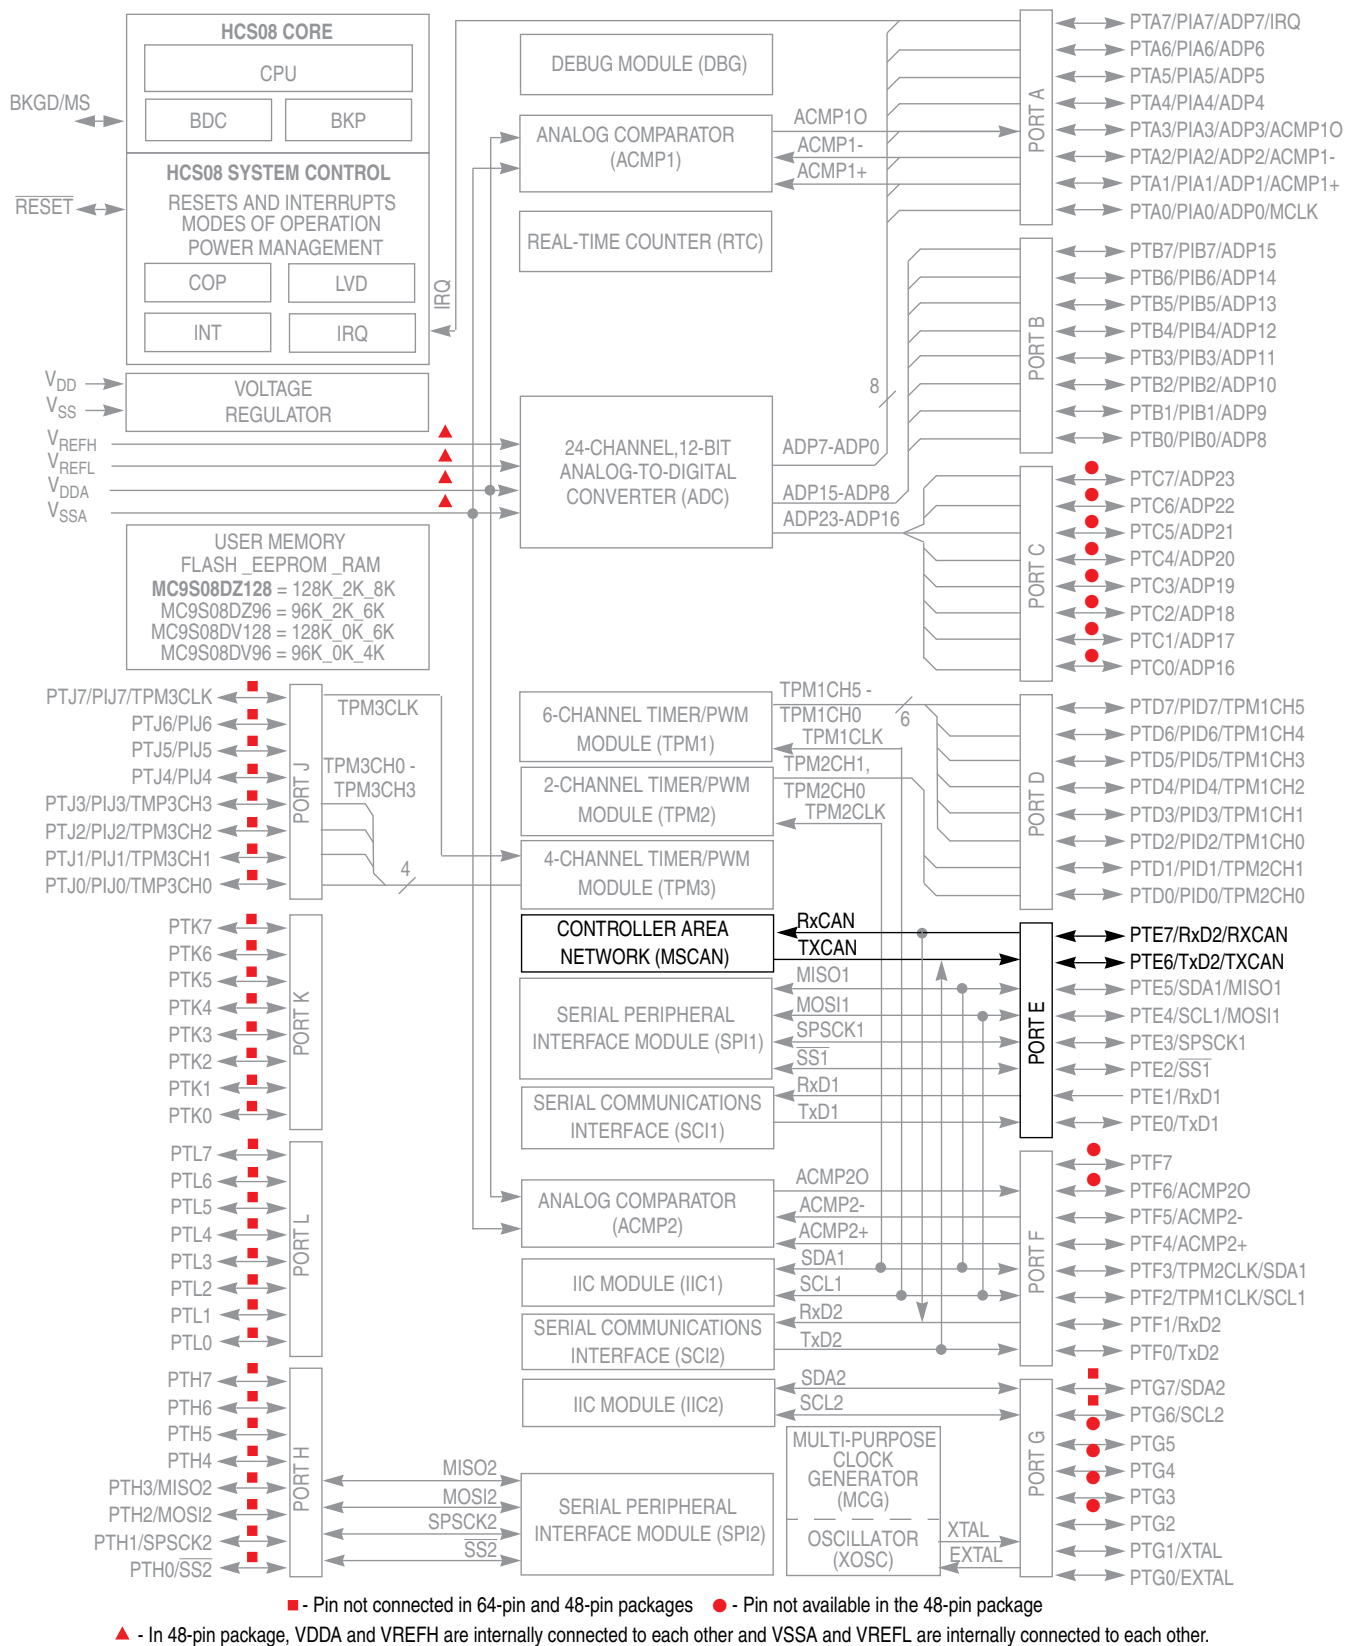 HCS08 CORE
CPU
BDC
BKP
BKGD/MS
HCS08 SYSTEM CONTROL
RESETS AND INTERRUPTS
MODES OF OPERATION
POWER MANAGEMENT
COP
LVD
INT
IRQ
RESET
IRQ
VOLTAGE
REGULATOR
VDD
VSS
VREFH
VREFL
VDDA
VSSA
USER MEMORY
FLASH _EEPROM _RAM
MC9S08DZ128 = 128K_2K_8K
MC9S08DZ96 = 96K_2K_6K
MC9S08DV128 = 128K_0K_6K
MC9S08DV96 = 96K_0K_4K
DEBUG MODULE (DBG)
ANALOG COMPARATOR
(ACMP1)
ACMP1O
ACMP1-
ACMP1+
REAL-TIME COUNTER (RTC)
24-CHANNEL,12-BIT
ANALOG-TO-DIGITAL
CONVERTER (ADC)
8
ADP7-ADP0
ADP15-ADP8
ADP23-ADP16
PORT A
PTA7/PIA7/ADP7/IRQ
PTA6/PIA6/ADP6
PTA5/PIA5/ADP5
PTA4/PIA4/ADP4
PTA3/PIA3/ADP3/ACMP1O
PTA2/PIA2/ADP2/ACMP1-
PTA1/PIA1/ADP1/ACMP1+
PTA0/PIA0/ADP0/MCLK
PORT B
PTB7/PIB7/ADP15
PTB6/PIB6/ADP14
PTB5/PIB5/ADP13
PTB4/PIB4/ADP12
PTB3/PIB3/ADP11
PTB2/PIB2/ADP10
PTB1/PIB1/ADP9
PTB0/PIB0/ADP8
PORT C
PTC7/ADP23
PTC6/ADP22
PTC5/ADP21
PTC4/ADP20
PTC3/ADP19
PTC2/ADP18
PTC1/ADP17
PTC0/ADP16
PTJ7/PIJ7/TPM3CLK
PTJ6/PIJ6
PTJ5/PIJ5
PTJ4/PIJ4
PTJ3/PIJ3/TMP3CH3
PTJ2/PIJ2/TPM3CH2
PTJ1/PIJ1/TPM3CH1
PTJ0/PIJ0/TMP3CH0
PORT J
TPM3CLK
TPM3CH0 -
TPM3CH3
4
6-CHANNEL TIMER/PWM
MODULE (TPM1)
TPM1CH5 -
TPM1CH0
6
TPM1CLK
2-CHANNEL TIMER/PWM
MODULE (TPM2)
TPM2CH1,
TPM2CH0
TPM2CLK
4-CHANNEL TIMER/PWM
MODULE (TPM3)
PORT D
PTD7/PID7/TPM1CH5
PTD6/PID6/TPM1CH4
PTD5/PID5/TPM1CH3
PTD4/PID4/TPM1CH2
PTD3/PID3/TPM1CH1
PTD2/PID2/TPM1CH0
PTD1/PID1/TPM2CH1
PTD0/PID0/TPM2CH0
PTK7
PTK6
PTK5
PTK4
PTK3
PTK2
PTK1
PTK0
PORT K
CONTROLLER AREA
NETWORK (MSCAN)
RxCAN
TXCAN
SERIAL PERIPHERAL
INTERFACE MODULE (SPI1)
MISO1
MOSI1
SPSCK1
SS1
SERIAL COMMUNICATIONS
INTERFACE (SCI1)
RxD1
TxD1
PORT E
PTE7/RxD2/RXCAN
PTE6/TxD2/TXCAN
PTE5/SDA1/MISO1
PTE4/SCL1/MOSI1
PTE3/SPSCK1
PTE2/SS1
PTE1/RxD1
PTE0/TxD1
PTL7
PTL6
PTL5
PTL4
PTL3
PTL2
PTL1
PTL0
PORT L
ANALOG COMPARATOR
(ACMP2)
ACMP2O
ACMP2-
ACMP2+
IIC MODULE (IIC1)
SDA1
SCL1
SERIAL COMMUNICATIONS
INTERFACE (SCI2)
RxD2
TxD2
PORT F
PTF7
PTF6/ACMP2O
PTF5/ACMP2-
PTF4/ACMP2+
PTF3/TPM2CLK/SDA1
PTF2/TPM1CLK/SCL1
PTF1/RxD2
PTF0/TxD2
PTH7
PTH6
PTH5
PTH4
PTH3/MISO2
PTH2/MOSI2
PTH1/SPSCK2
PTH0/SS2
PORT H
MISO2
MOSI2
SPSCK2
SS2
IIC MODULE (IIC2)
SDA2
SCL2
SERIAL PERIPHERAL
INTERFACE MODULE (SPI2)
MULTI-PURPOSE
CLOCK
GENERATOR
(MCG)
OSCILLATOR
(XOSC)
XTAL
EXTAL
PORT G
PTG7/SDA2
PTG6/SCL2
PTG5
PTG4
PTG3
PTG2
PTG1/XTAL
PTG0/EXTAL
- Pin not connected in 64-pin and 48-pin packages
- Pin not available in the 48-pin package
- In 48-pin package, VDDA and VREFH are internally connected to each other and VSSA and VREFL are internally connected to each other.